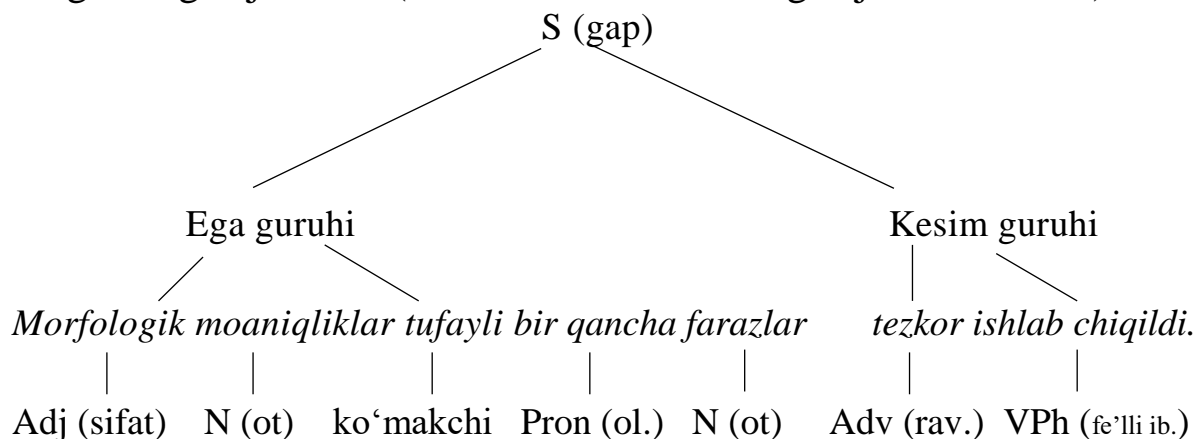 S (gap)
Ega guruhi Kesim guruhi
Morfologik moaniqliklar tufayli bir qancha farazlar tezkor ishlab chiqildi.
Adj (sifat) N (ot) ko‘makchi Pron (ol.) N (ot) Adv (rav.) VPh (fe’lli ib.)